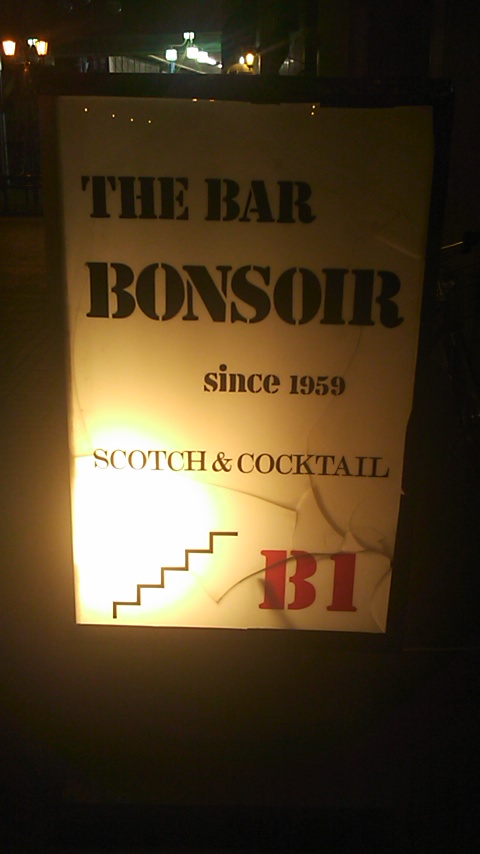 THE BAR
BONSOIR
since 1959
SCOTCH & COCKTAIL
B1